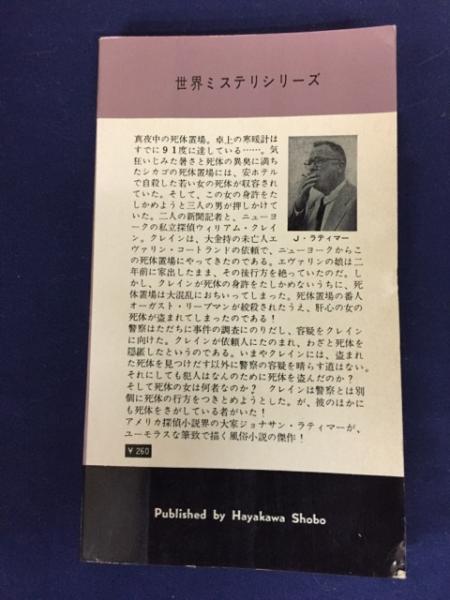 世界ミステリシリーズ
真夜中の死体置場。卓上の寒暖計は
すでに91度に達している……。気
狂いじみた暑さと死体の異臭に満ち
たシカゴの死体置場には、安ホテル
で自殺した若い女の死体が収容され
ていた。そして、この女の身許をた
しかめようと三人の男が押しかけて
いた。二人の新聞記者と、ニューヨ
ークの私立探偵ウィリアム・クレイ
ン。クレインは、大金持の未亡人エ
ヴァリン・コートランドの依頼で、ニューヨークからこ
の死体置場にやってきたのである。エヴァリンの娘は二
年前に家出したまま、その後行方を絶っていたのだ。し
かし、クレインが死体の身許をたしかめないうちに、死
体置場は大混乱におちいってしまった。死体置場の番人
オーガスト・リープマンが絞殺されたうえ、肝心の女の
死体が盗まれてしまったのである！
警察はただちに事件の調査にのりだし、容疑をクレイン
に向けた。クレインが依頼人にたのまれ、わざと死体を
隠匿したというのである。いまやクレインには、盗まれ
た死体を見つけだす以外に警察の容疑を晴らす道はない。
それにしても犯人はなんのために死体を盗んだのか？
そして死体の女は何者なのか？ クレインは警察とは別
個に死体の行方をつきとめようとした。が、彼のほかに
も死体をさがしている者がいた！
アメリカ探偵小説界の大家ジョナサン・ラティマーが、
ユーモラスな筆致で描く風俗小説の傑作！
J・ラティマー
¥260
Published by Hayakawa Shobo